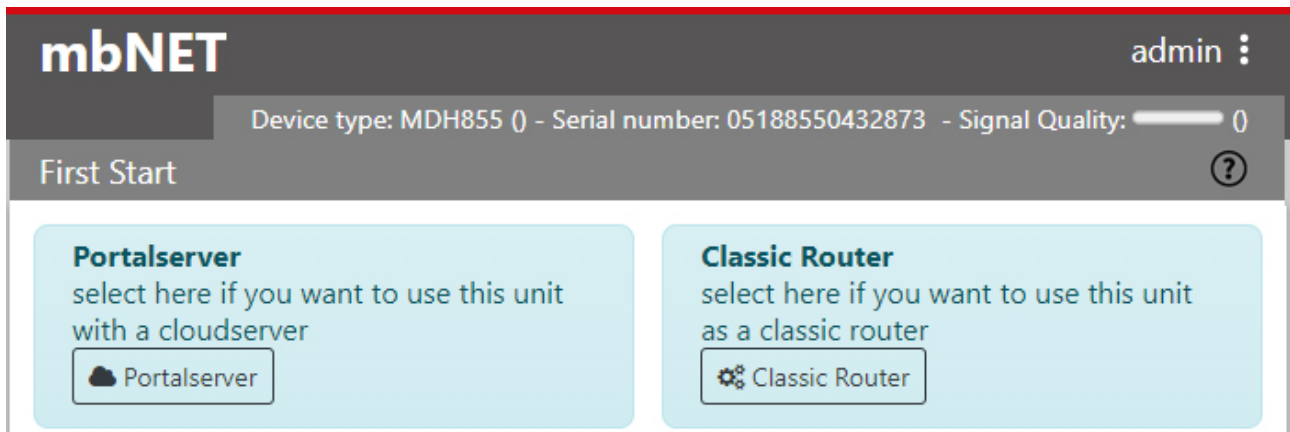 mbNET
admin
Device type: MDH855 () - Serial number: 05188550432873 - Signal Quality: ()
First Start
?
Portalserver
select here if you want to use this unit
with a cloudserver
Portalserver
Classic Router
select here if you want to use this unit
as a classic router
Classic Router